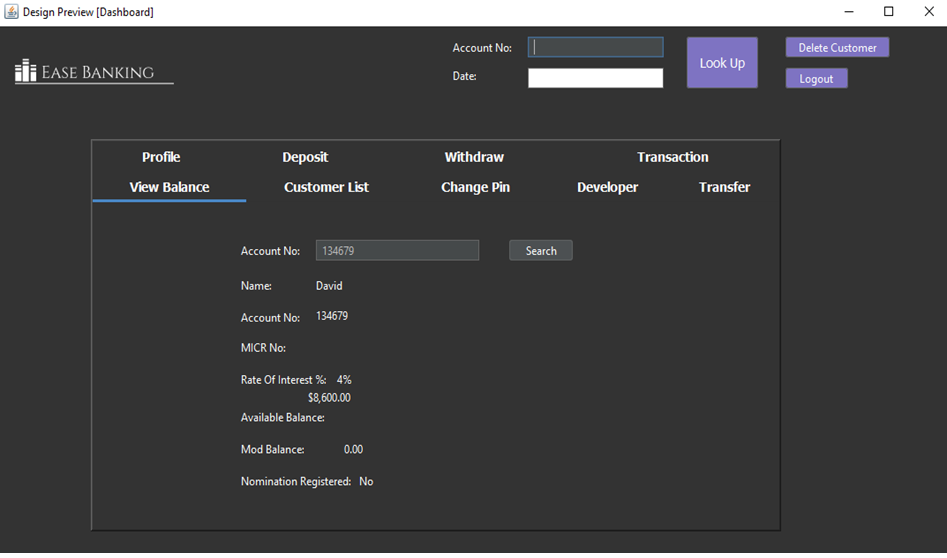 Design Preview [Dashboard]
Account No:
Delete Customer
Look Up
EASE BANKING
Date:
Logout
Profile Deposit Withdraw Transaction
View Balance Customer List Change Pin Developer Transfer
Account No: 134679 Search
Name: David
Account No: 134679
MICR No:
Rate Of Interest %: 4%
$8,600.00
Available Balance:
Mod Balance: 0.00
Nomination Registered: No